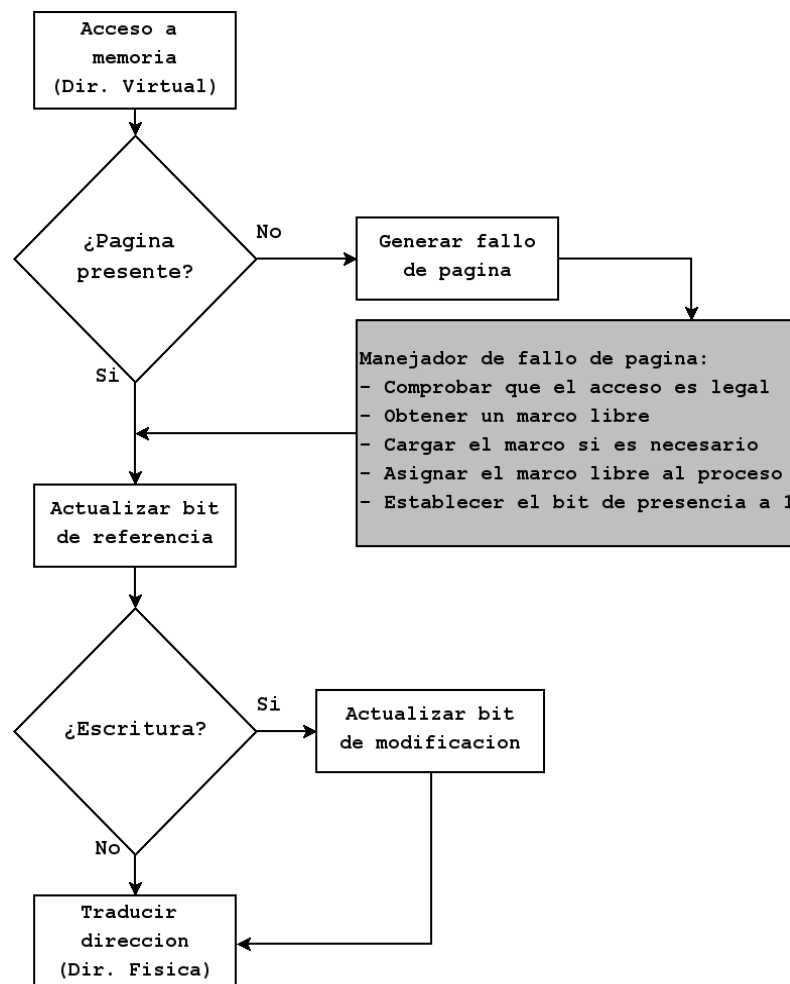 Acceso a
memoria
(Dir. Virtual)
¿Pagina
presente?
No
Generar fallo
de pagina
Si
Manejador de fallo de pagina:
- Comprobar que el acceso es legal
- Obtener un marco libre
- Cargar el marco si es necesario
- Asignar el marco libre al proceso
- Establecer el bit de presencia a 1
Actualizar bit
de referencia
¿Escritura?
Si
Actualizar bit
de modificacion
No
Traducir
direccion
(Dir. Fisica)